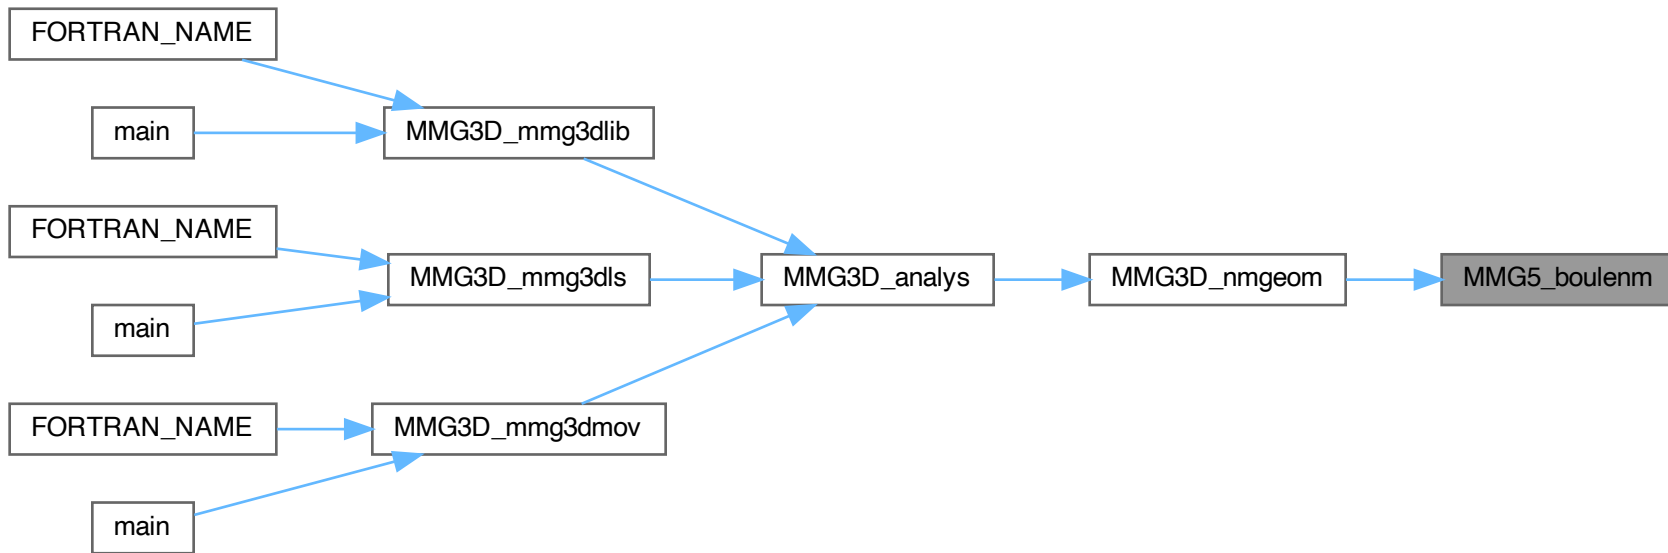 FORTRAN_NAME
main
MMG3D_mmg3dlib
FORTRAN_NAME
MMG3D_mmg3dls
MMG3D_analys
MMG3D_nmgeom
MMG5_boulenm
main
FORTRAN_NAME
MMG3D_mmg3dmov
main